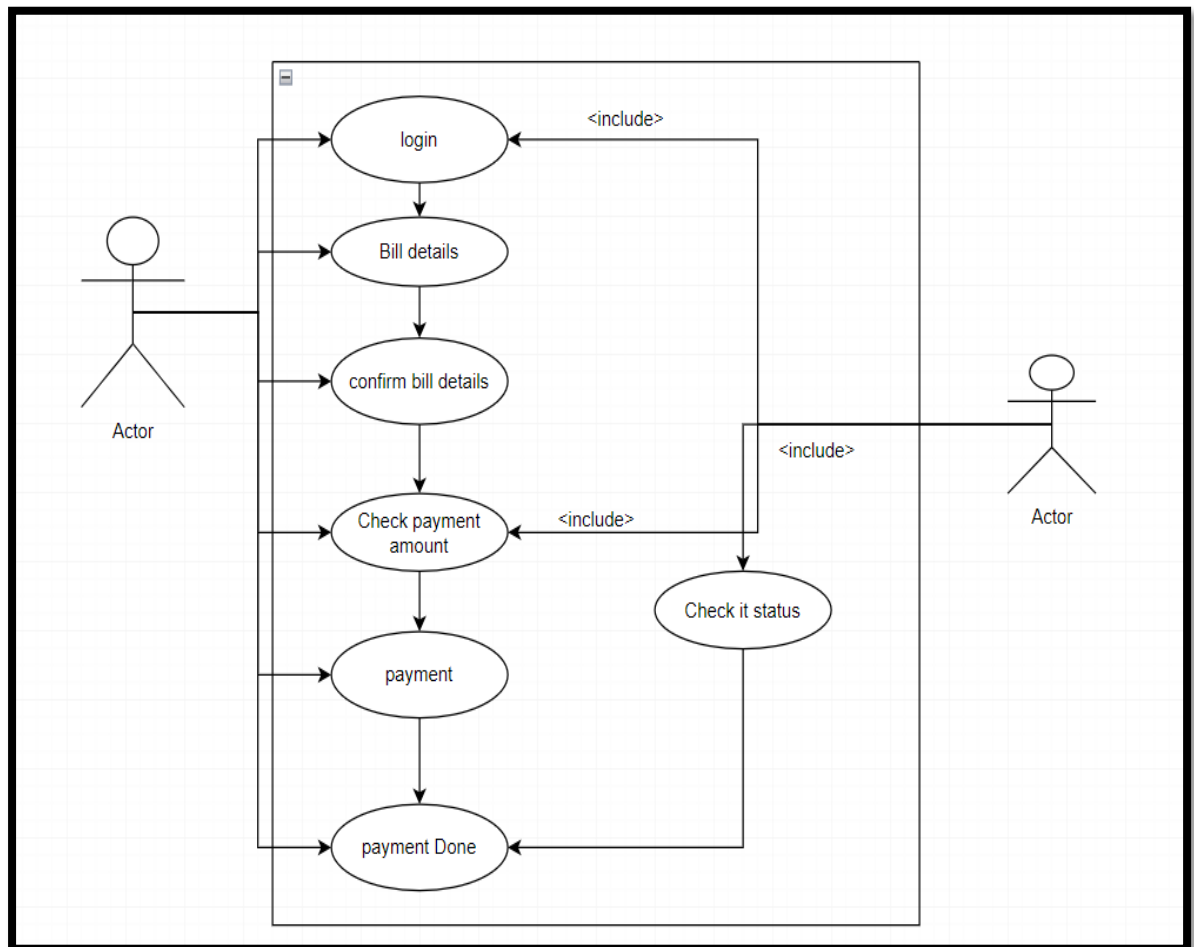 login
<include>
Bill details
confirm bill details
Actor
<include>
Check payment
amount
<include>
Actor
Check it status
payment
payment Done